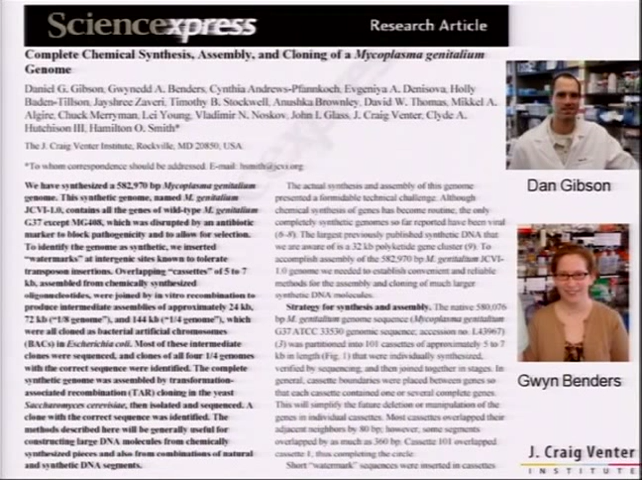 Sciencexpress
Research Article
Complete Chemical Synthesis, Assembly, and Cloning of a Mycoplasma genitalium
Genome
Daniel G. Gibson, Gwynedd A. Benders, Cynthia Andrews-Pfannkoch, Evgeniya A. Denisova, Holly
Baden-Tillson, Jayshree Zaveri, Timothy B. Stockwell, Anushka Brownley, David W. Thomas, Mikkel A.
Algire, Chuck Merryman, Lei Young, Vladimir N. Noskov, John I. Glass, J. Craig Venter, Clyde A.
Hutchison III, Hamilton O. Smith*
The J. Craig Venter Institute, Rockville, MD 20850, USA.
*To whom correspondence should be addressed. E-mail: hsmith@jcvi.org
We have synthesized a 582,970 bp Mycoplasma genitalium
genome. This synthetic genome, named M. genitalium
JCVI-1.0, contains all the genes of wild-type M. genitalium
G37 except MG408, which was disrupted by an antibiotic
marker to block pathogenicity and to allow for selection.
To identify the genome as synthetic, we inserted
"watermarks" at intergenic sites known to tolerate
transposon insertions. Overlapping "cassettes" of 5 to 7
kb, assembled from chemically synthesized
oligonucleotides, were joined by in vitro recombination to
produce intermediate assemblies of approximately 24 kb,
72 kb ("1/8 genome"), and 144 kb ("1/4 genome"), which
were all cloned as bacterial artificial chromosomes
(BACs) in Escherichia coli. Most of these intermediate
clones were sequenced, and clones of all four 1/4 genomes
with the correct sequence were identified. The complete
synthetic genome was assembled by transformation-
associated recombination (TAR) cloning in the yeast
Saccharomyces cerevisiae, then isolated and sequenced. A
clone with the correct sequence was identified. The
methods described here will be generally useful for
constructing large DNA molecules from chemically
synthesized pieces and also from combinations of natural
and synthetic DNA segments.
The actual synthesis and assembly of this genome
presented a formidable technical challenge. Although
chemical synthesis of genes has become routine, the only
completely synthetic genomes so far reported have been viral
(6-8). The largest previously published synthetic DNA that
we are aware of is a 32 kb polyketide gene cluster (9). To
accomplish assembly of the 582,970 bp M. genitalium JCVI-
1.0 genome we needed to establish convenient and reliable
methods for the assembly and cloning of much larger
synthetic DNA molecules.
Strategy for synthesis and assembly. The native 580,076
bp M. genitalium genome sequence (Mycoplasma genitalium
G37 ATCC 33530 genomic sequence, accession no. L43967)
(3) was partitioned into 101 cassettes of approximately 5 to 7
kb in length (Fig. 1) that were individually synthesized,
verified by sequencing, and then joined together in stages. In
general, cassette boundaries were placed between genes so
that each cassette contained one or several complete genes.
This will simplify the future deletion or manipulation of the
genes in individual cassettes. Most cassettes overlapped their
adjacent neighbors by 80 bp; however, some segments
overlapped by as much as 360 bp. Cassette 101 overlapped
cassette 1, thus completing the circle.
Short "watermark" sequences were inserted in cassettes
Dan Gibson
Gwyn Benders
J. Craig Venter
INSTITUTE